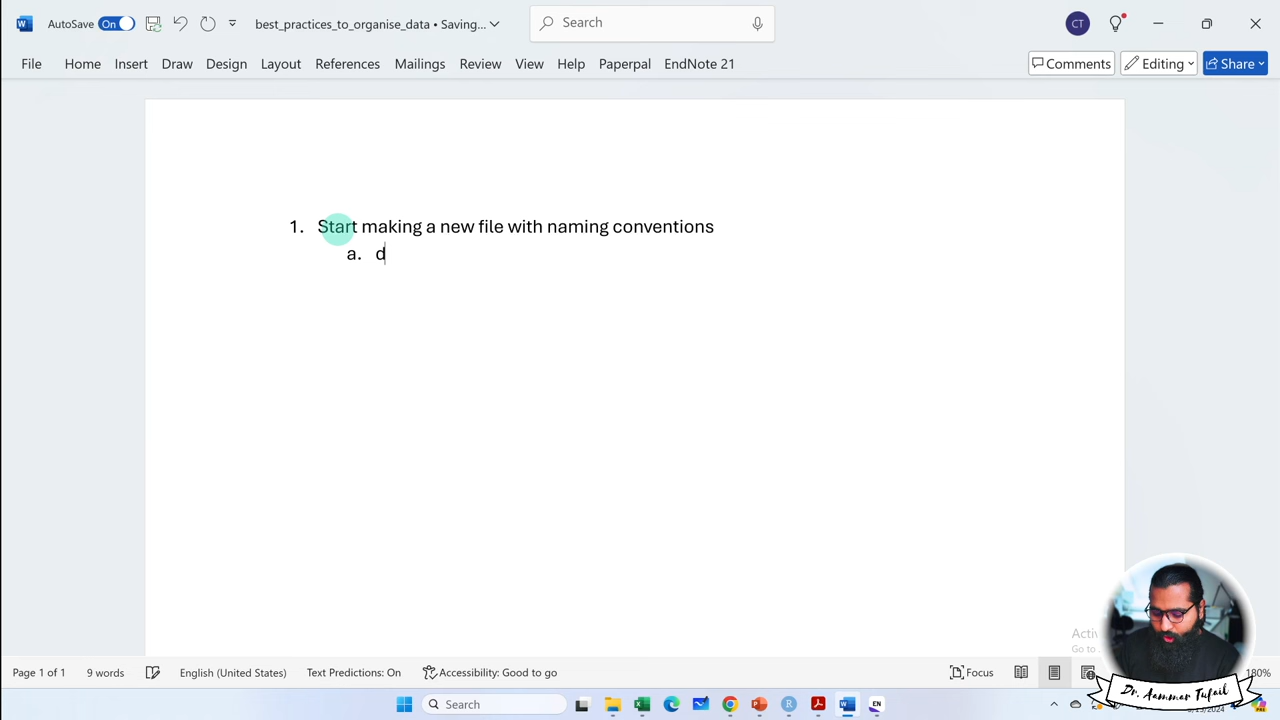 AutoSave On best_practices_to_organise_data • Saving... Search CT
File Home Insert Draw Design Layout References Mailings Review View Help Paperpal EndNote 21 Comments Editing Share
1. Start making a new file with naming conventions
a. d
Go to
Page 1 of 1 9 words English (United States) Text Predictions: On Accessibility: Good to go Focus 180%
Dr. Aammar Tufail
Search